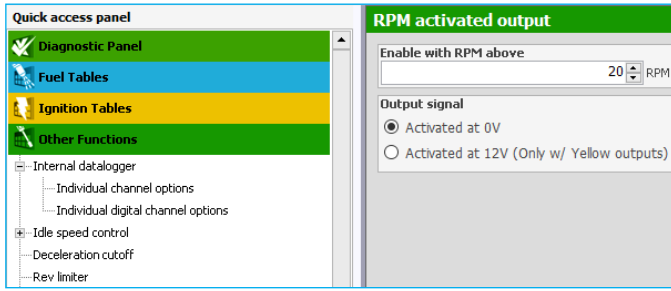 Quick access panel
Diagnostic Panel
Fuel Tables
Ignition Tables
Other Functions
Internal datalogger
Individual channel options
Individual digital channel options
Idle speed control
Deceleration cutoff
Rev limiter
RPM activated output
Enable with RPM above
20 RPM
Output signal
Activated at 0V
Activated at 12V (Only w/ Yellow outputs)